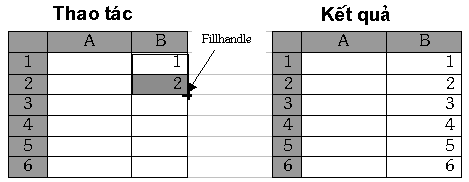 Thao tác
Kết quả
Fillhandle
A B
1 1
2 2
3
4
5
6
A B
1 1
2 2
3 3
4 4
5 5
6 6